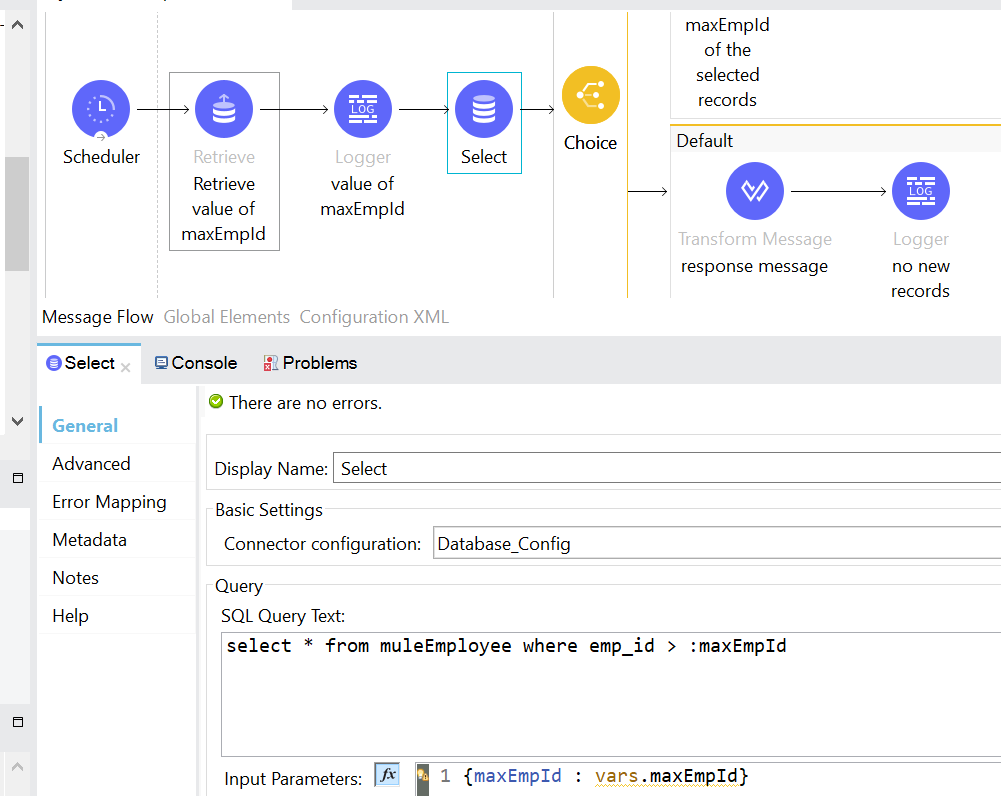 maxEmpId
of the
selected
records
Default
Scheduler
Retrieve
Retrieve
value of
maxEmpId
LOG
Logger
value of
maxEmpId
Select
Choice
Transform Message
response message
LOG
Logger
no new
records
Message Flow Global Elements Configuration XML
Select Console Problems
There are no errors.
General
Advanced
Error Mapping
Metadata
Notes
Help
Display Name: Select
Basic Settings
Connector configuration: Database_Config
Query
SQL Query Text:
select * from muleEmployee where emp_id > :maxEmpId
Input Parameters: fx 1 {maxEmpId : vars.maxEmpId}